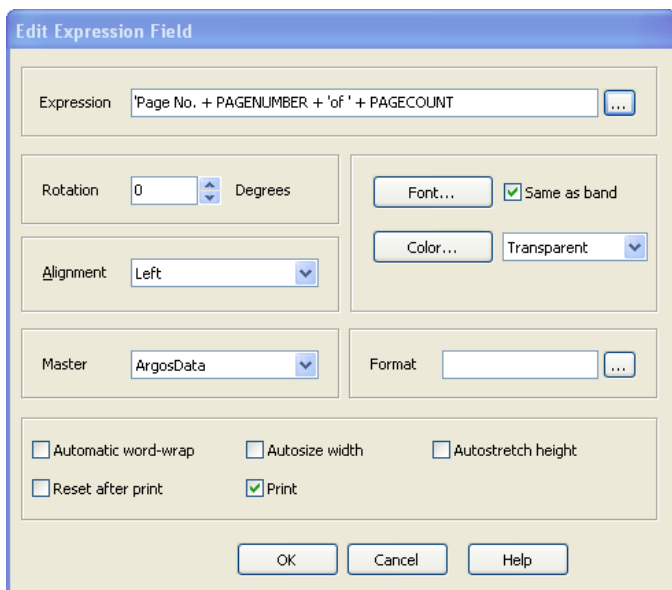 Edit Expression Field
Expression 'Page No. + PAGENUMBER + 'of ' + PAGECOUNT ...
Rotation 0 Degrees
Font... Same as band
Color... Transparent
Alignment Left
Master ArgosData
Format ...
Automatic word-wrap Autosize width Autostretch height
Reset after print Print
OK Cancel Help